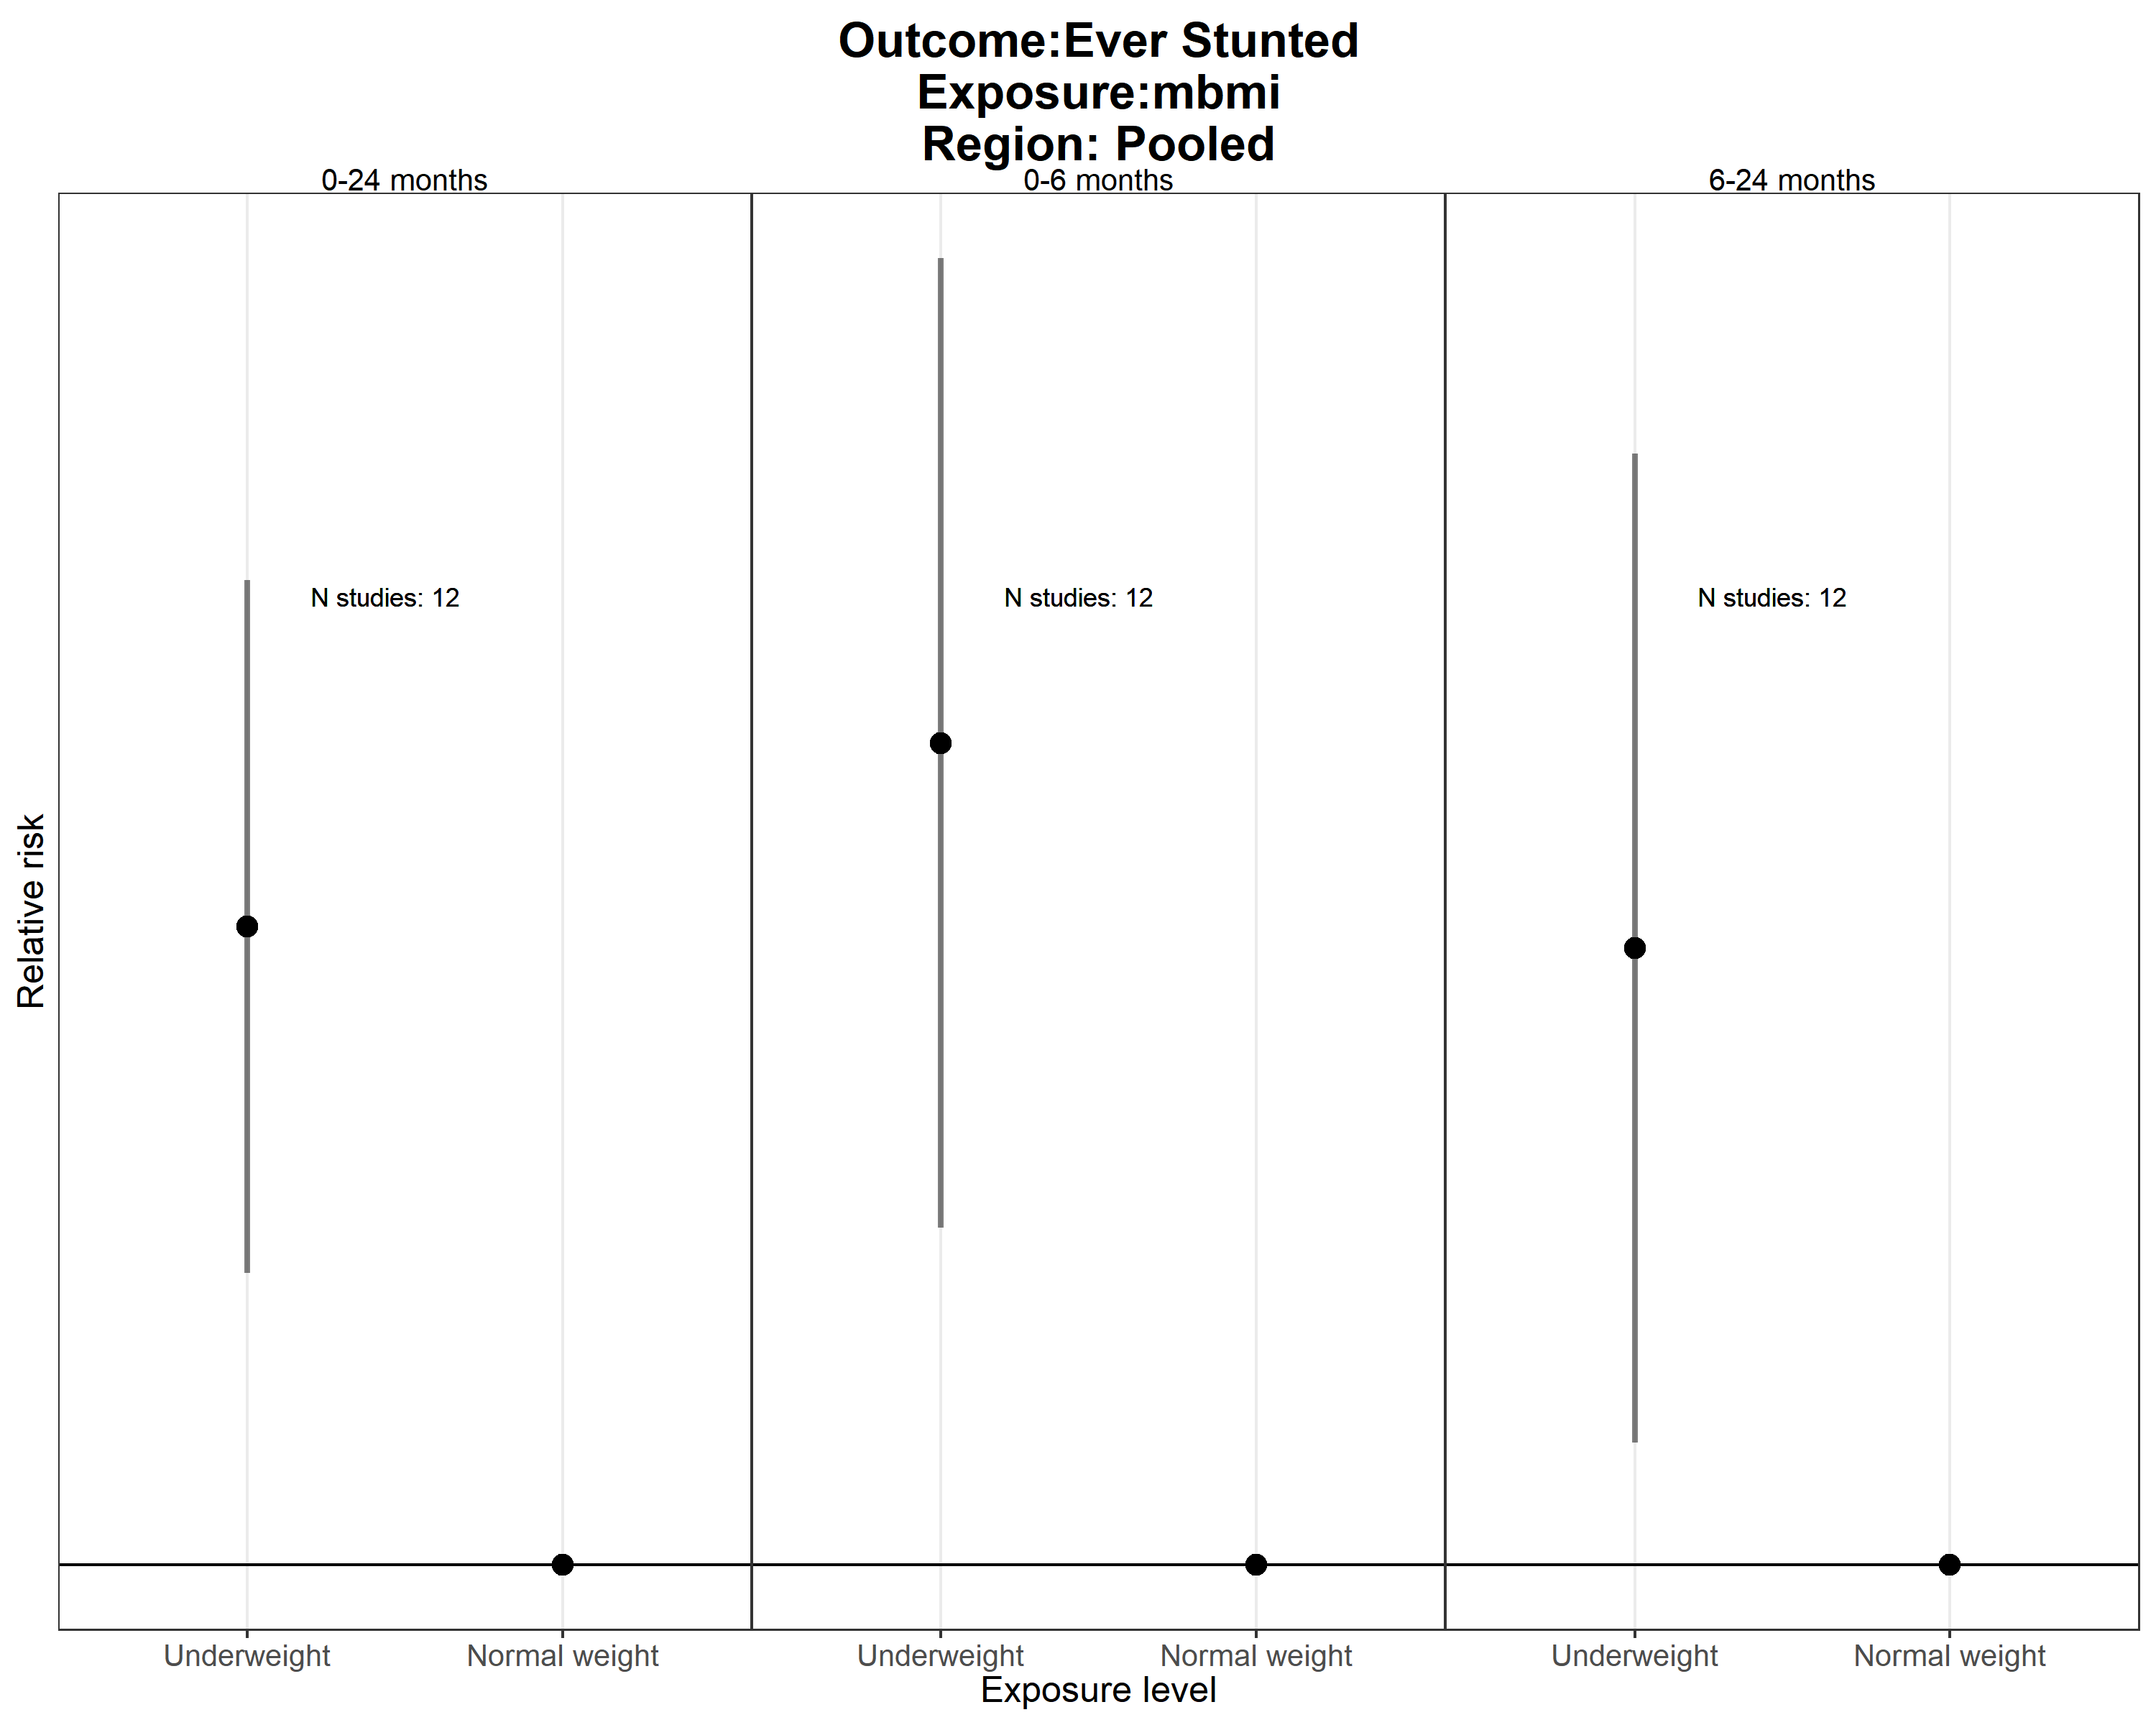 Outcome:Ever Stunted
Exposure:mbmi
Region: Pooled
0-24 months
0-6 months
6-24 months
N studies: 12
N studies: 12
N studies: 12
Relative risk
Underweight
Normal weight
Underweight
Normal weight
Underweight
Normal weight
Exposure level